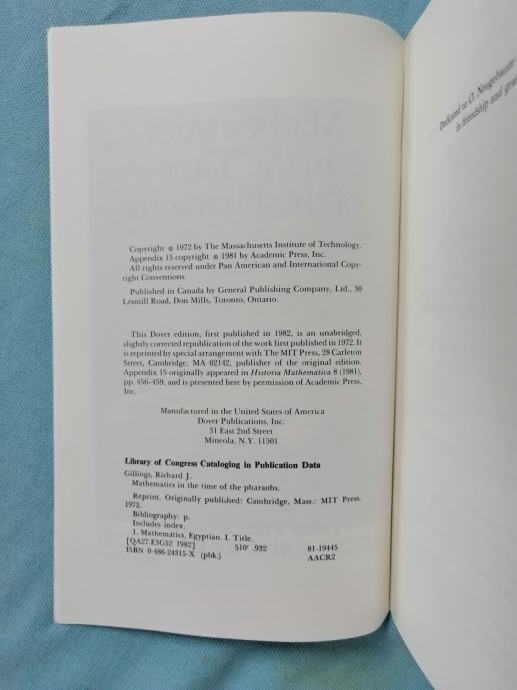 Copyright © 1972 by The Massachusetts Institute of Technology.
Appendix 15 copyright © 1981 by Academic Press, Inc.
All rights reserved under Pan American and International Copy-
right Conventions.
Published in Canada by General Publishing Company, Ltd., 30
Lesmill Road, Don Mills, Toronto, Ontario.
This Dover edition, first published in 1982, is an unabridged,
slightly corrected republication of the work first published in 1972. It
is reprinted by special arrangement with The MIT Press, 28 Carleton
Street, Cambridge, MA 02142, publisher of the original edition.
Appendix 15 originally appeared in Historia Mathematica 8 (1981),
pp. 456–459, and is presented here by permission of Academic Press,
Inc.
Manufactured in the United States of America
Dover Publications, Inc.
31 East 2nd Street
Mineola, N.Y. 11501
Library of Congress Cataloging in Publication Data
Gillings, Richard J.
Mathematics in the time of the pharaohs.
Reprint. Originally published: Cambridge, Mass.: MIT Press,
1972.
Bibliography: p.
Includes index.
1. Mathematics, Egyptian. I. Title.
[QA27.E3G52 1982] 510′.932 81-19445
ISBN 0-486-24315-X (pbk.) AACR2
Dedicated to O. Neugebauer
in friendship and